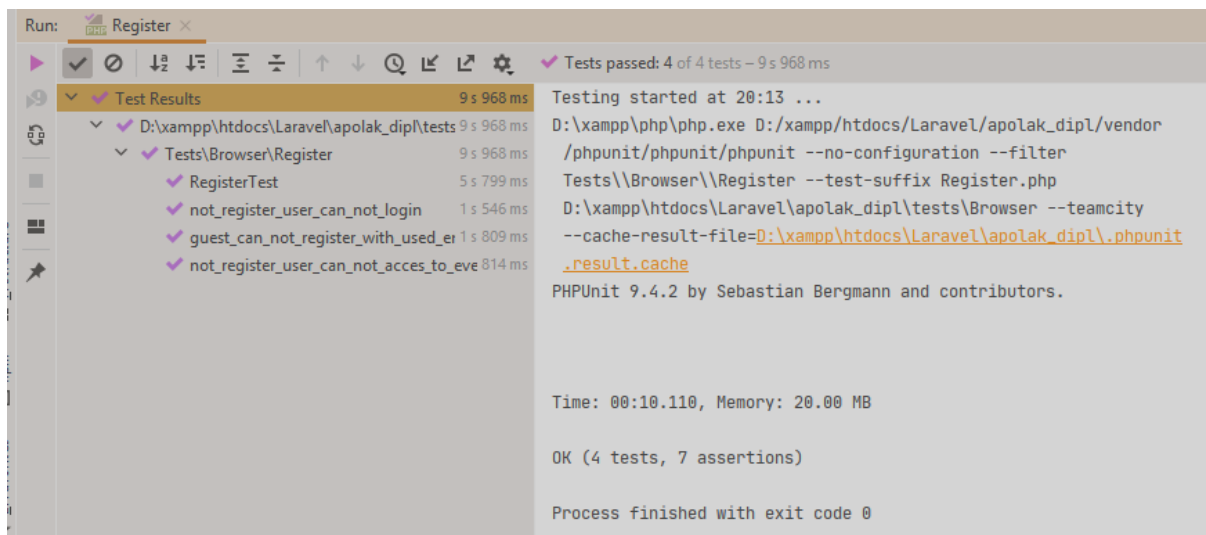 Run:
Register
Tests passed: 4 of 4 tests – 9 s 968 ms
Test Results 9 s 968 ms
D:\xampp\htdocs\Laravel\apolak_dipl\tests 9 s 968 ms
Tests\Browser\Register 9 s 968 ms
RegisterTest 5 s 799 ms
not_register_user_can_not_login 1 s 546 ms
guest_can_not_register_with_used_er 1 s 809 ms
not_register_user_can_not_acces_to_eve 814 ms
Testing started at 20:13 ...
D:\xampp\php\php.exe D:/xampp/htdocs/Laravel/apolak_dipl/vendor
/phpunit/phpunit/phpunit --no-configuration --filter
Tests\\Browser\\Register --test-suffix Register.php
D:\xampp\htdocs\Laravel\apolak_dipl\tests\Browser --teamcity
--cache-result-file=D:\xampp\htdocs\Laravel\apolak_dipl\.phpunit
.result.cache
PHPUnit 9.4.2 by Sebastian Bergmann and contributors.
Time: 00:10.110, Memory: 20.00 MB
OK (4 tests, 7 assertions)
Process finished with exit code 0